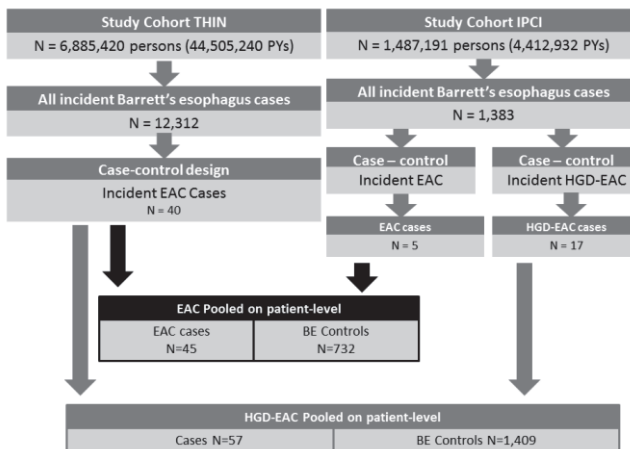 Study Cohort THIN
N = 6,885,420 persons (44,505,240 PYs)
All incident Barrett's esophagus cases
N = 12,312
Case-control design
Incident EAC Cases
N = 40
Study Cohort IPCI
N = 1,487,191 persons (4,412,932 PYs)
All incident Barrett's esophagus cases
N = 1,383
Case – control
Incident EAC
Case – control
Incident HGD-EAC
EAC cases
N = 5
HGD-EAC cases
N = 17
EAC Pooled on patient-level
EAC cases
N=45
BE Controls
N=732
HGD-EAC Pooled on patient-level
Cases N=57
BE Controls N=1,409